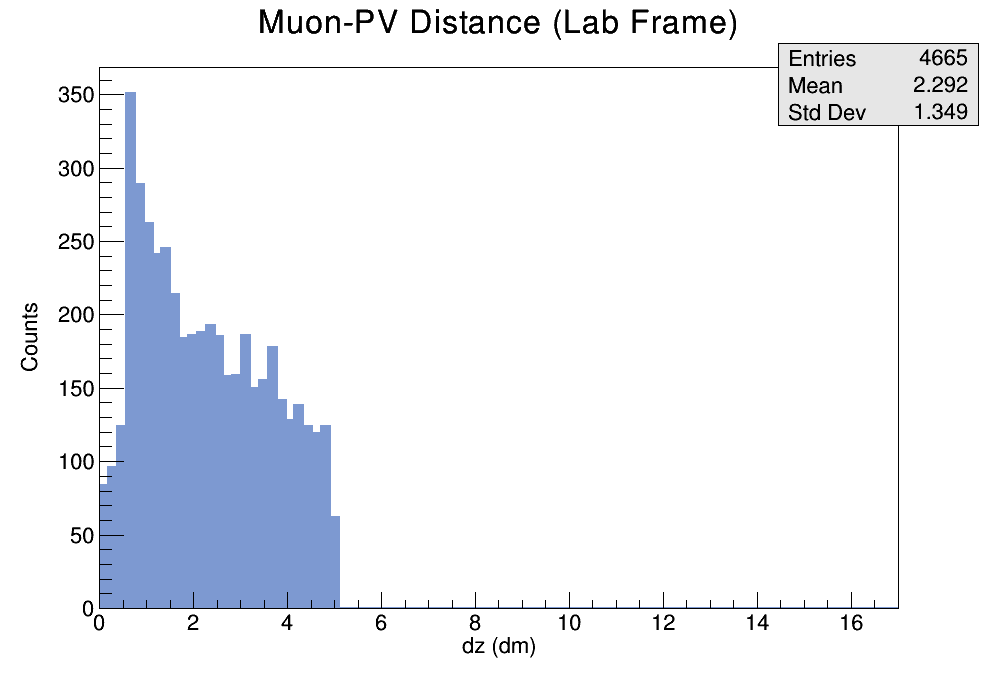 Muon-PV Distance (Lab Frame)
Entries 4665
Mean 2.292
Std Dev 1.349
350
300
250
200
150
100
50
0
Counts
0 2 4 6 8 10 12 14 16
dz (dm)